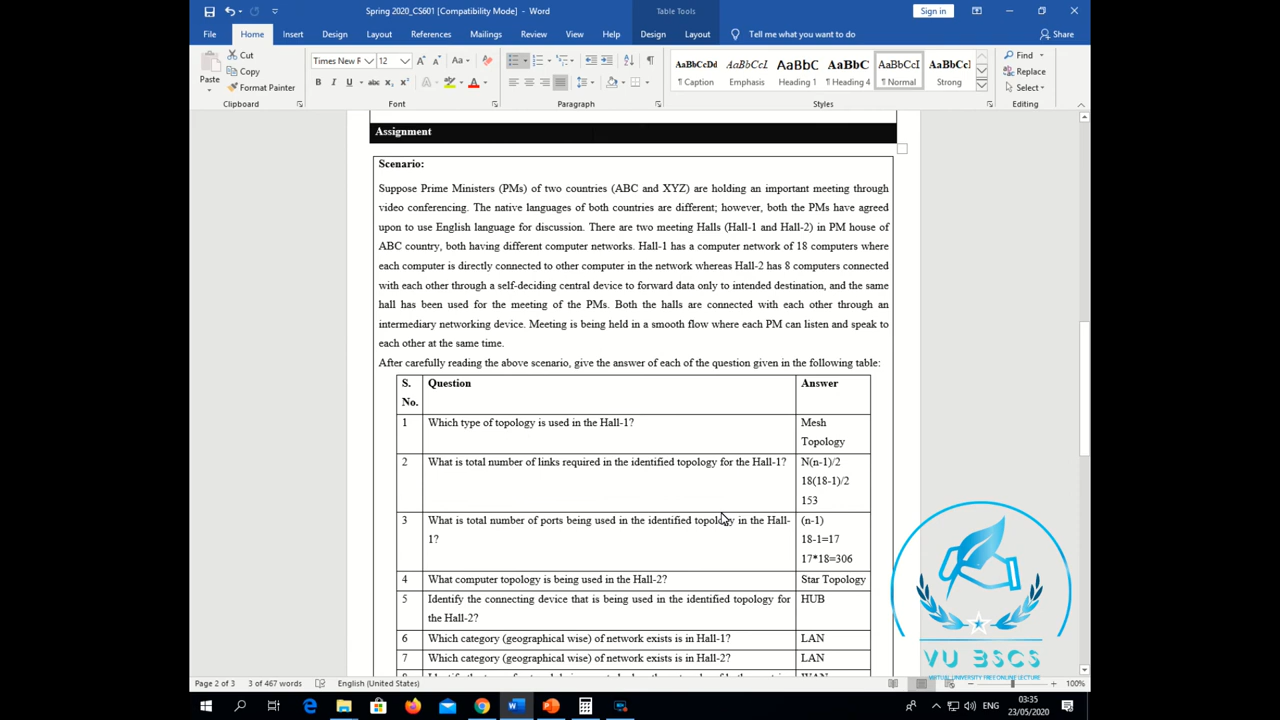 Spring 2020_CS601 [Compatibility Mode] - Word
Table Tools
Sign in
File Home Insert Design Layout References Mailings Review View Help Design Layout Tell me what you want to do Share
Paste
Cut
Copy
Format Painter
Clipboard
Times New R 12 Aa
B I U abc x₂ x² A A
Font
Paragraph
AaBbCcDd AaBbCcL AaBbC AaBbC AaBbCcI AaBbCc
¶ Caption Emphasis Heading 1 ¶ Heading 4 ¶ Normal Strong
Styles
Find
Replace
Select
Editing
Assignment
Scenario:
Suppose Prime Ministers (PMs) of two countries (ABC and XYZ) are holding an important meeting through
video conferencing. The native languages of both countries are different; however, both the PMs have agreed
upon to use English language for discussion. There are two meeting Halls (Hall-1 and Hall-2) in PM house of
ABC country, both having different computer networks. Hall-1 has a computer network of 18 computers where
each computer is directly connected to other computer in the network whereas Hall-2 has 8 computers connected
with each other through a self-deciding central device to forward data only to intended destination, and the same
hall has been used for the meeting of the PMs. Both the halls are connected with each other through an
intermediary networking device. Meeting is being held in a smooth flow where each PM can listen and speak to
each other at the same time.
After carefully reading the above scenario, give the answer of each of the question given in the following table:
S. No. Question Answer
1 Which type of topology is used in the Hall-1? Mesh
Topology
2 What is total number of links required in the identified topology for the Hall-1? N(n-1)/2
18(18-1)/2
153
3 What is total number of ports being used in the identified topology in the Hall- (n-1)
1? 18-1=17
17*18=306
4 What computer topology is being used in the Hall-2? Star Topology
5 Identify the connecting device that is being used in the identified topology for HUB
the Hall-2?
6 Which category (geographical wise) of network exists is in Hall-1? LAN
7 Which category (geographical wise) of network exists is in Hall-2? LAN
VU BSCS
VIRTUAL UNIVERSITY FREE ONLINE LECTURE
Page 2 of 3 3 of 467 words English (United States) 100%
ENG
03:35
23/05/2020